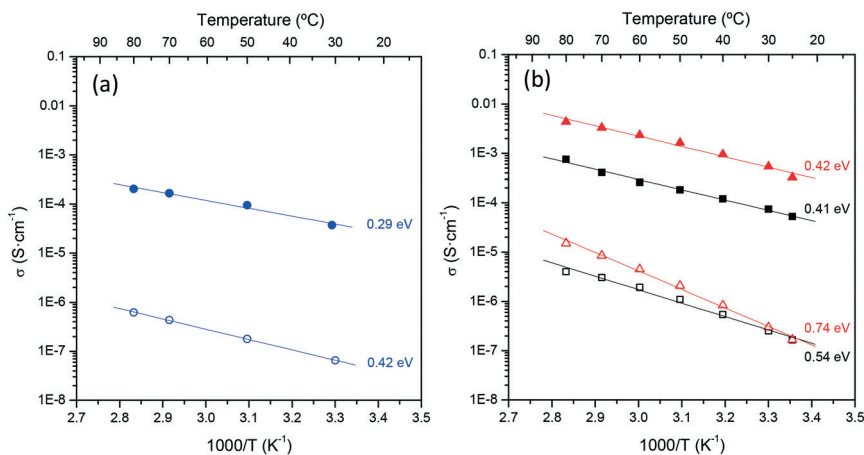 Temperature (ºC)
90 80 70 60 50 40 30 20
(a)
0.1
0.01
1E-3
1E-4
1E-5
1E-6
1E-7
1E-8
σ (S·cm⁻¹)
0.29 eV
0.42 eV
2.7 2.8 2.9 3.0 3.1 3.2 3.3 3.4 3.5
1000/T (K⁻¹)
Temperature (ºC)
90 80 70 60 50 40 30 20
(b)
0.1
0.01
1E-3
1E-4
1E-5
1E-6
1E-7
1E-8
σ (S·cm⁻¹)
0.42 eV
0.41 eV
0.74 eV
0.54 eV
2.7 2.8 2.9 3.0 3.1 3.2 3.3 3.4 3.5
1000/T (K⁻¹)